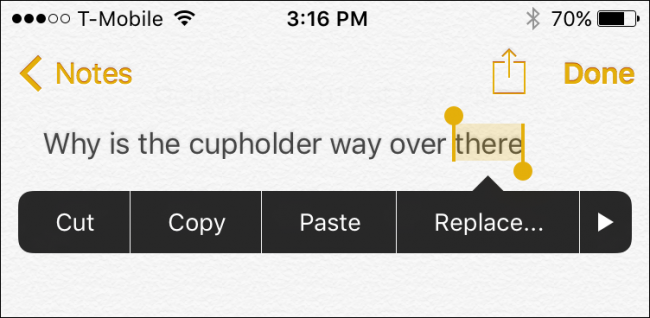 T-Mobile 3:16 PM 70%
Notes Done
Why is the cupholder way over there
Cut Copy Paste Replace...